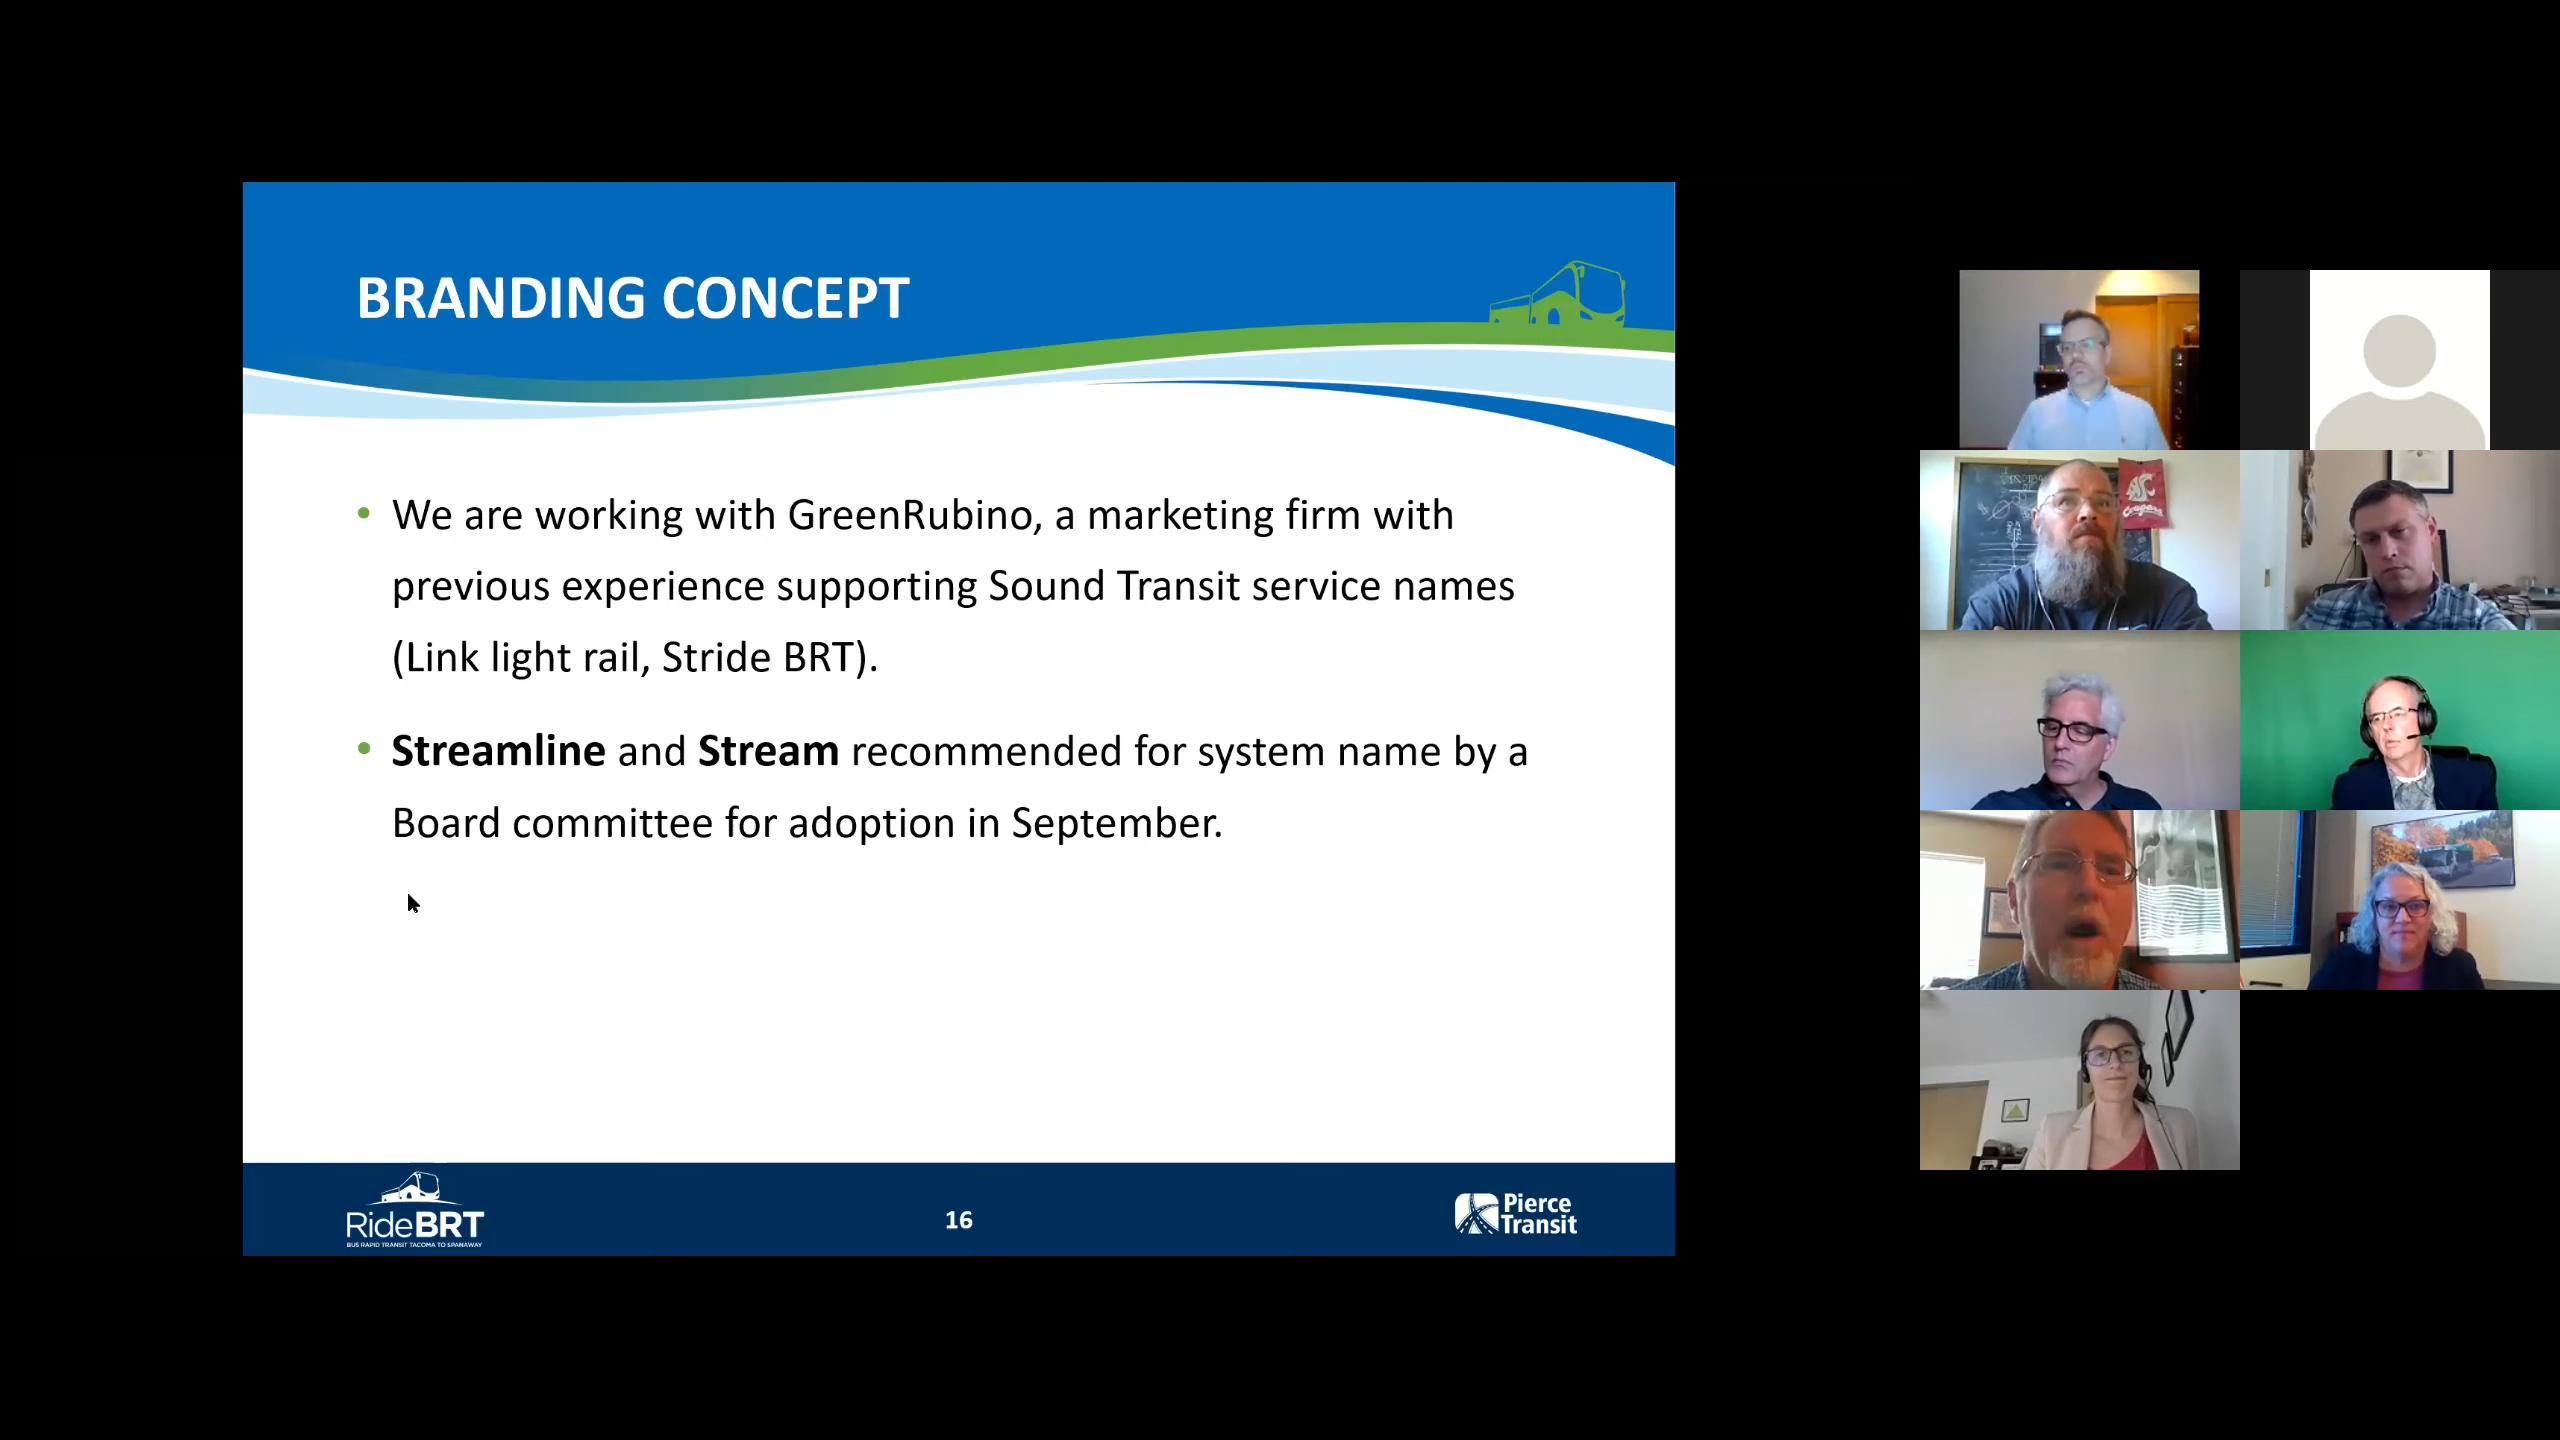 BRANDING CONCEPT
• We are working with GreenRubino, a marketing firm with
previous experience supporting Sound Transit service names
(Link light rail, Stride BRT).
• Streamline and Stream recommended for system name by a
Board committee for adoption in September.
RideBRT
BUS RAPID TRANSIT TACOMA TO SPANAWAY
16
Pierce
Transit
Cougars